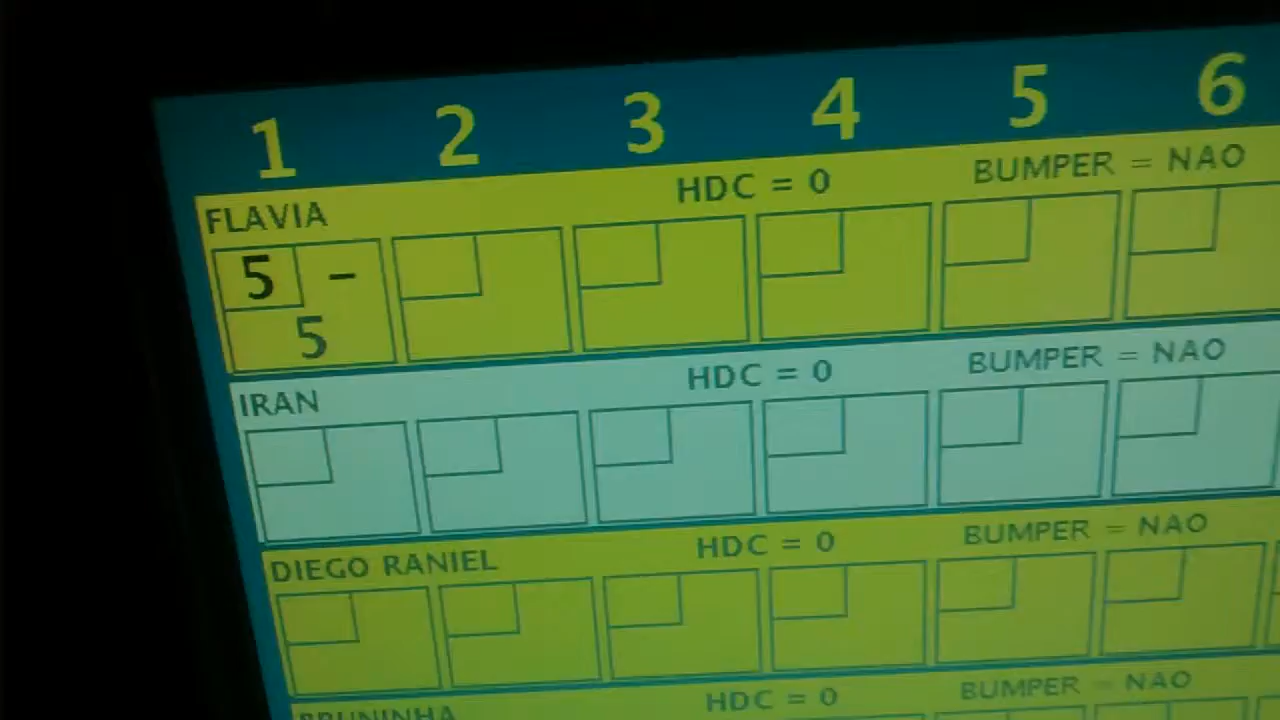 1 2 3 4 5 6
HDC = 0 BUMPER = NAO
FLAVIA
5 -
5
HDC = 0 BUMPER = NAO
IRAN
HDC = 0 BUMPER = NAO
DIEGO RANIEL
HDC = 0 BUMPER = NAO
BRUNINHA